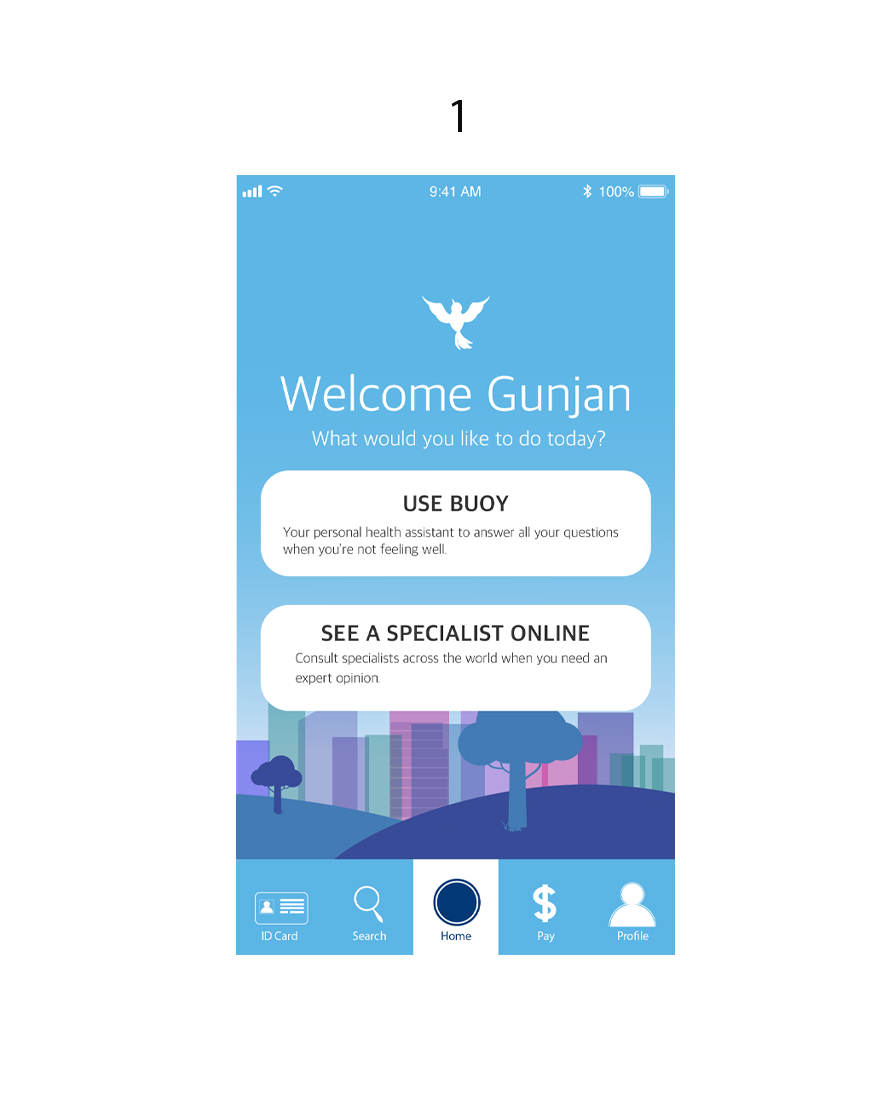 1
9:41 AM
100%
Welcome Gunjan
What would you like to do today?
USE BUOY
Your personal health assistant to answer all your questions
when you're not feeling well.
SEE A SPECIALIST ONLINE
Consult specialists across the world when you need an
expert opinion.
ID Card
Search
Home
Pay
Profile